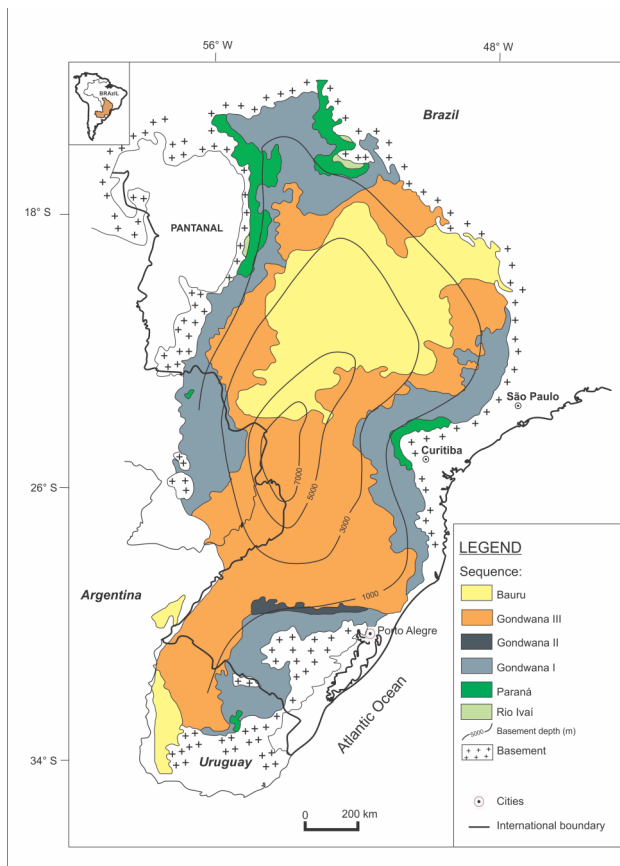 56° W
48° W
BRAZIL
Brazil
18° S
PANTANAL
São Paulo
Curitiba
7000
5000
3000
26° S
LEGEND
Sequence:
Argentina
1000
Bauru
Gondwana III
Porto Alegre
Gondwana II
Gondwana I
Paraná
Atlantic Ocean
Rio Ivaí
5000 Basement depth (m)
Basement
34° S
Uruguay
Cities
0 200 km
International boundary